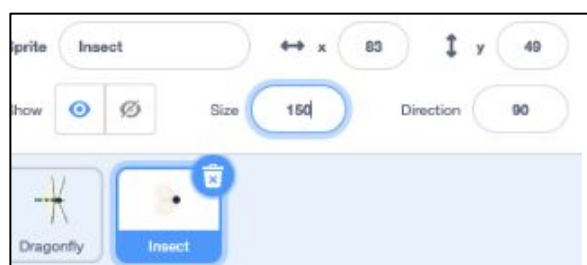 Sprite Insect x 83 y 49
Show Size 150 Direction 90
Dragonfly Insect